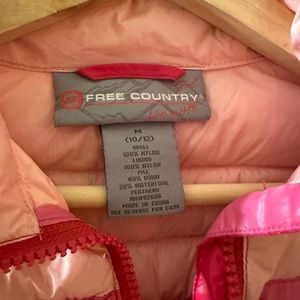 FREE COUNTRY
M
(10/12)
SHELL
100% NYLON
LINING
100% NYLON
FILL
80% DOWN
20% WATERFOWL
FEATHERS
RN#92608
MADE IN CHINA
SEE REVERSE FOR CARE